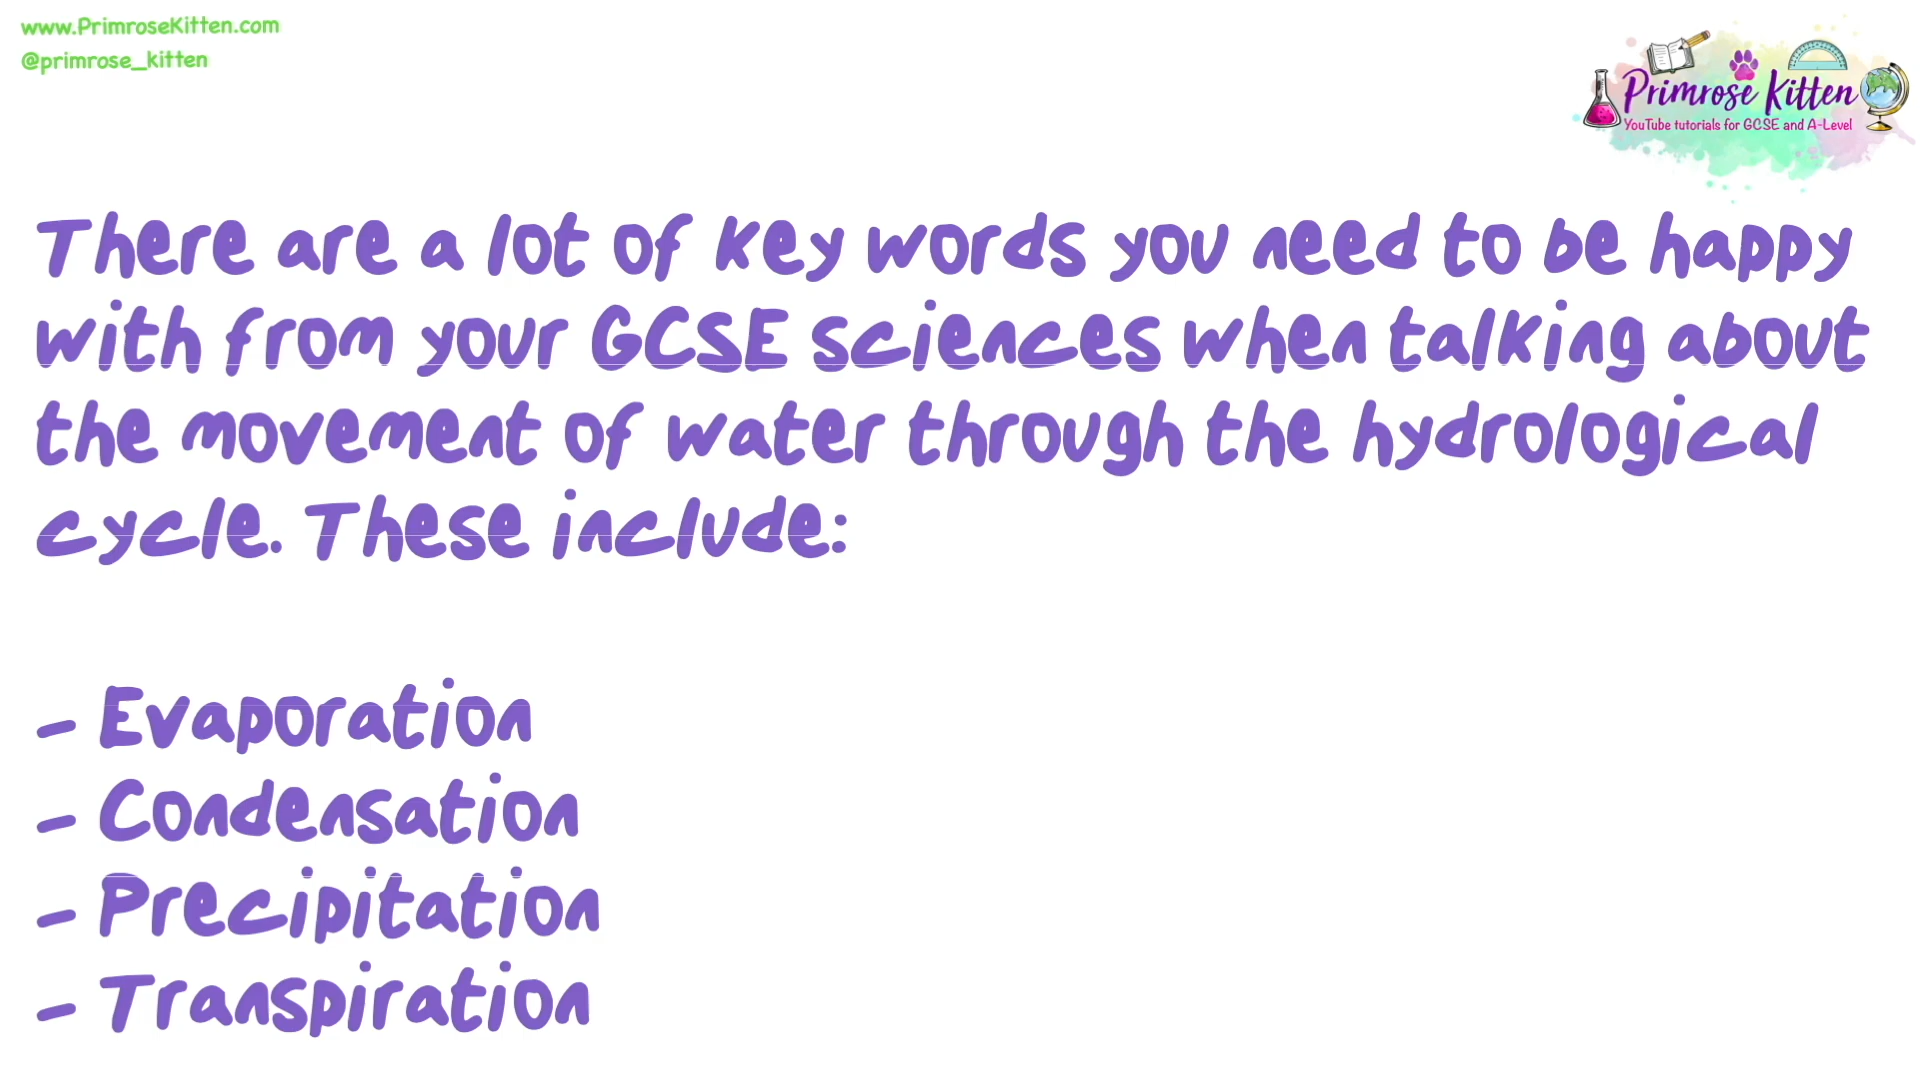 www.PrimroseKitten.com
@primrose_kitten
Primrose Kitten
YouTube tutorials for GCSE and A-Level
There are a lot of key words you need to be happy
with from your GCSE sciences when talking about
the movement of water through the hydrological
cycle. These include:
- Evaporation
- Condensation
- Precipitation
- Transpiration